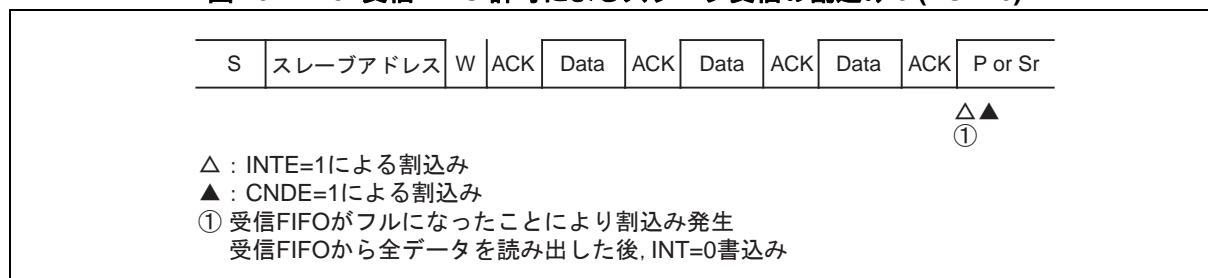 S スレーブアドレス W ACK Data ACK Data ACK Data ACK P or Sr
△▲
①
△：INTE=1による割込み
▲：CNDE=1による割込み
① 受信FIFOがフルになったことにより割込み発生
受信FIFOから全データを読み出した後, INT=0書込み